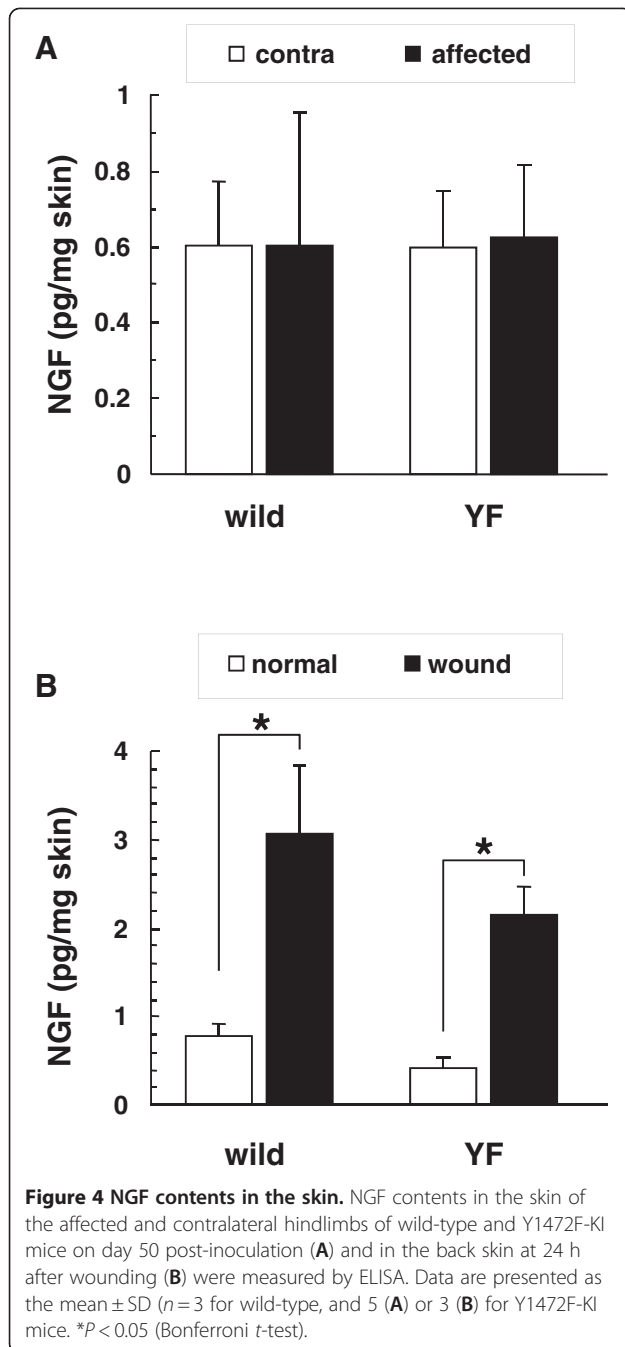 A
contra affected
1
0.8
0.6
0.4
0.2
0
NGF (pg/mg skin)
wild YF
B
normal wound
4
3
2
1
0
NGF (pg/mg skin)
* *
wild YF
Figure 4 NGF contents in the skin. NGF contents in the skin of
the affected and contralateral hindlimbs of wild-type and Y1472F-KI
mice on day 50 post-inoculation (A) and in the back skin at 24 h
after wounding (B) were measured by ELISA. Data are presented as
the mean ± SD (n = 3 for wild-type, and 5 (A) or 3 (B) for Y1472F-KI
mice. *P < 0.05 (Bonferroni t-test).